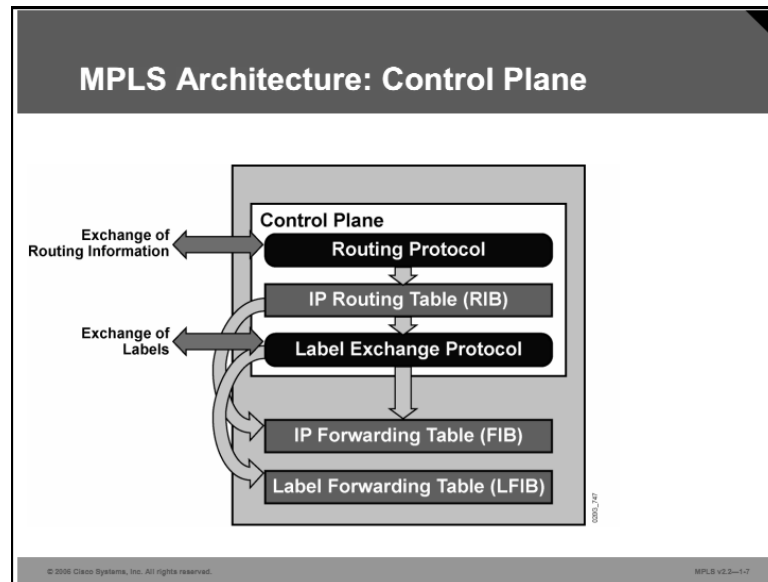 MPLS Architecture: Control Plane
Control Plane
Exchange of
Routing Information
Routing Protocol
IP Routing Table (RIB)
Exchange of
Labels
Label Exchange Protocol
IP Forwarding Table (FIB)
Label Forwarding Table (LFIB)
© 2006 Cisco Systems, Inc. All rights reserved.
MPLS v2.2—1-7